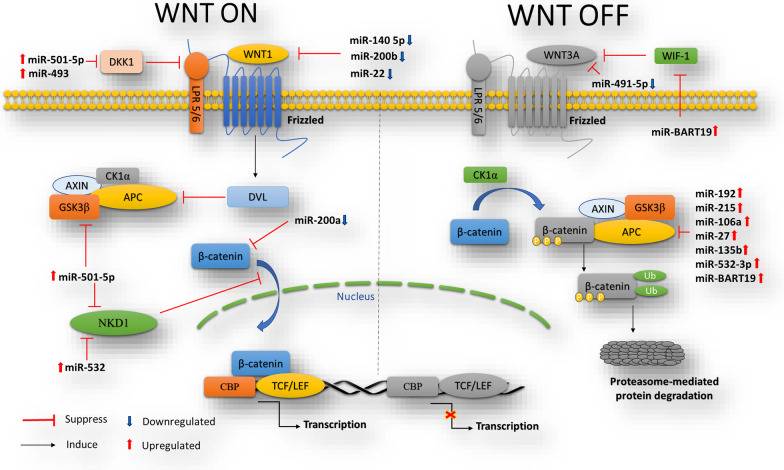 WNT ON
WNT OFF
miR-501-5p
miR-493
DKK1
LPR 5/6
WNT1
Frizzled
miR-140 5p
miR-200b
miR-22
LPR 5/6
WNT3A
Frizzled
WIF-1
miR-491-5p
miR-BART19
AXIN
CK1α
GSK3β
APC
DVL
miR-200a
β-catenin
miR-501-5p
NKD1
miR-532
Nucleus
CK1α
β-catenin
AXIN
GSK3β
β-catenin
APC
miR-192
miR-215
miR-106a
miR-27
miR-135b
miR-532-3p
miR-BART19
β-catenin
Ub
Ub
Proteasome-mediated
protein degradation
β-catenin
CBP
TCF/LEF
Transcription
CBP
TCF/LEF
Transcription
Suppress
Downregulated
Induce
Upregulated